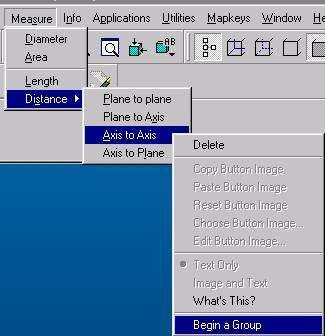 Measure Info Applications Utilities Mapkeys Window Help
Diameter
Area
Length
Distance
Plane to plane
Plane to Axis
Axis to Axis
Axis to Plane
Delete
Copy Button Image
Paste Button Image
Reset Button Image
Choose Button Image...
Edit Button Image...
Text Only
Image and Text
What's This?
Begin a Group